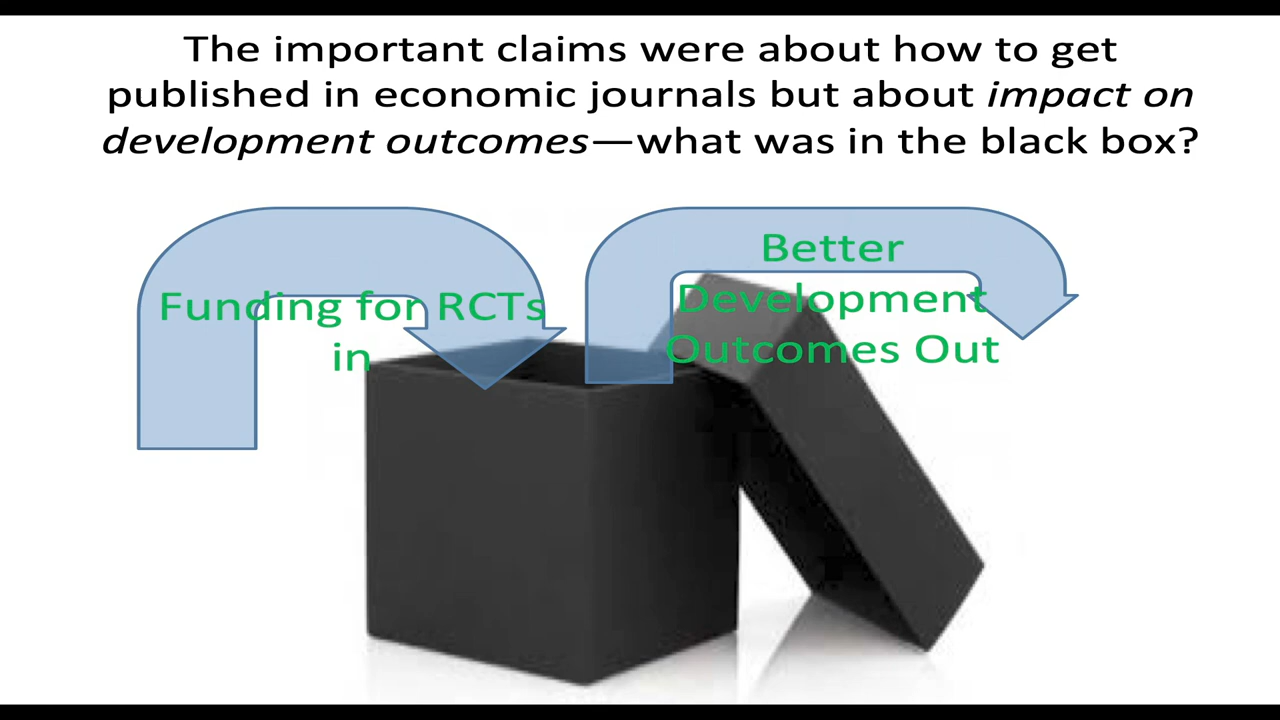 The important claims were about how to get
published in economic journals but about impact on
development outcomes—what was in the black box?
Funding for RCTs
in
Better
Development
Outcomes Out